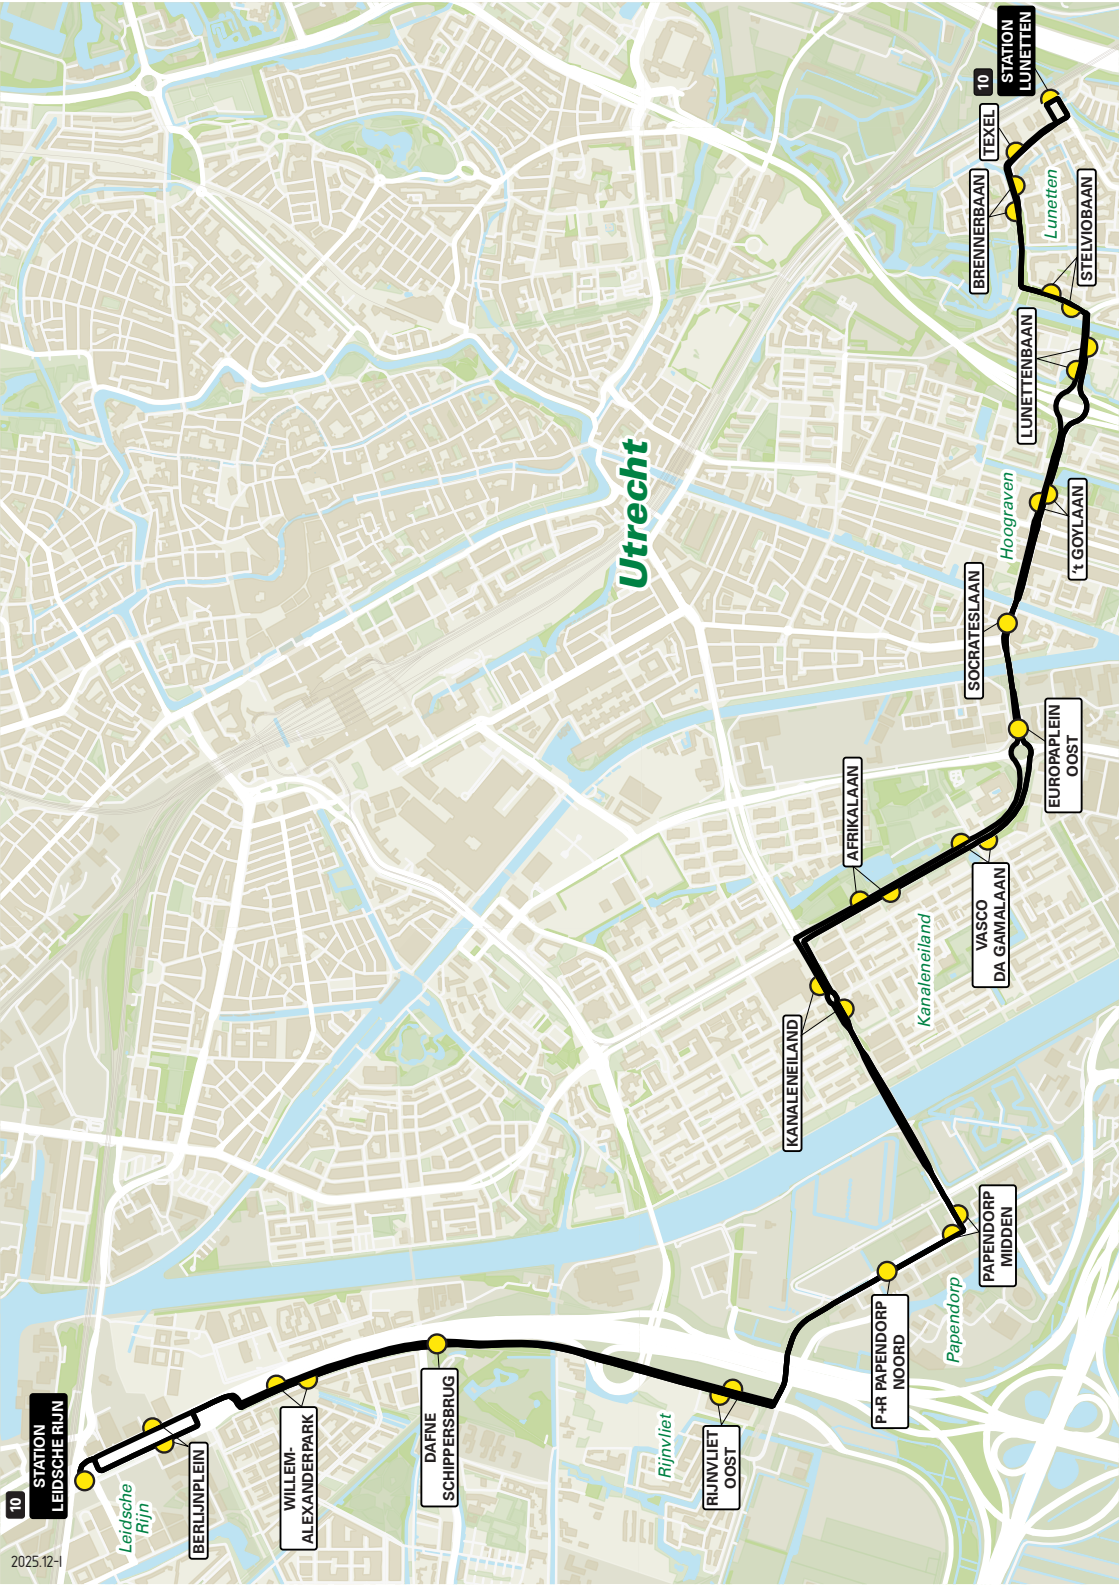 10
STATION
LEIDSCHE RIJN
Leidsche
Rijn
BERLIJNPLEIN
WILLEM-
ALEXANDERPARK
DAFNE
SCHIPPERSBRUG
Rijnvliet
RIJNVLIET
OOST
P+R PAPENDORP
NOORD
Papendorp
PAPENDORP
MIDDEN
KANALENEILAND
Kanaleneiland
AFRIKALAAN
VASCO
DA GAMALAAN
EUROPAPLEIN
OOST
SOCRATESLAAN
Utrecht
Hoograven
't GOYLAAN
LUNETTENBAAN
STELVIOBAAN
BRENNERBAAN
Lunetten
TEXEL
10
STATION
LUNETTEN
2025.12-I